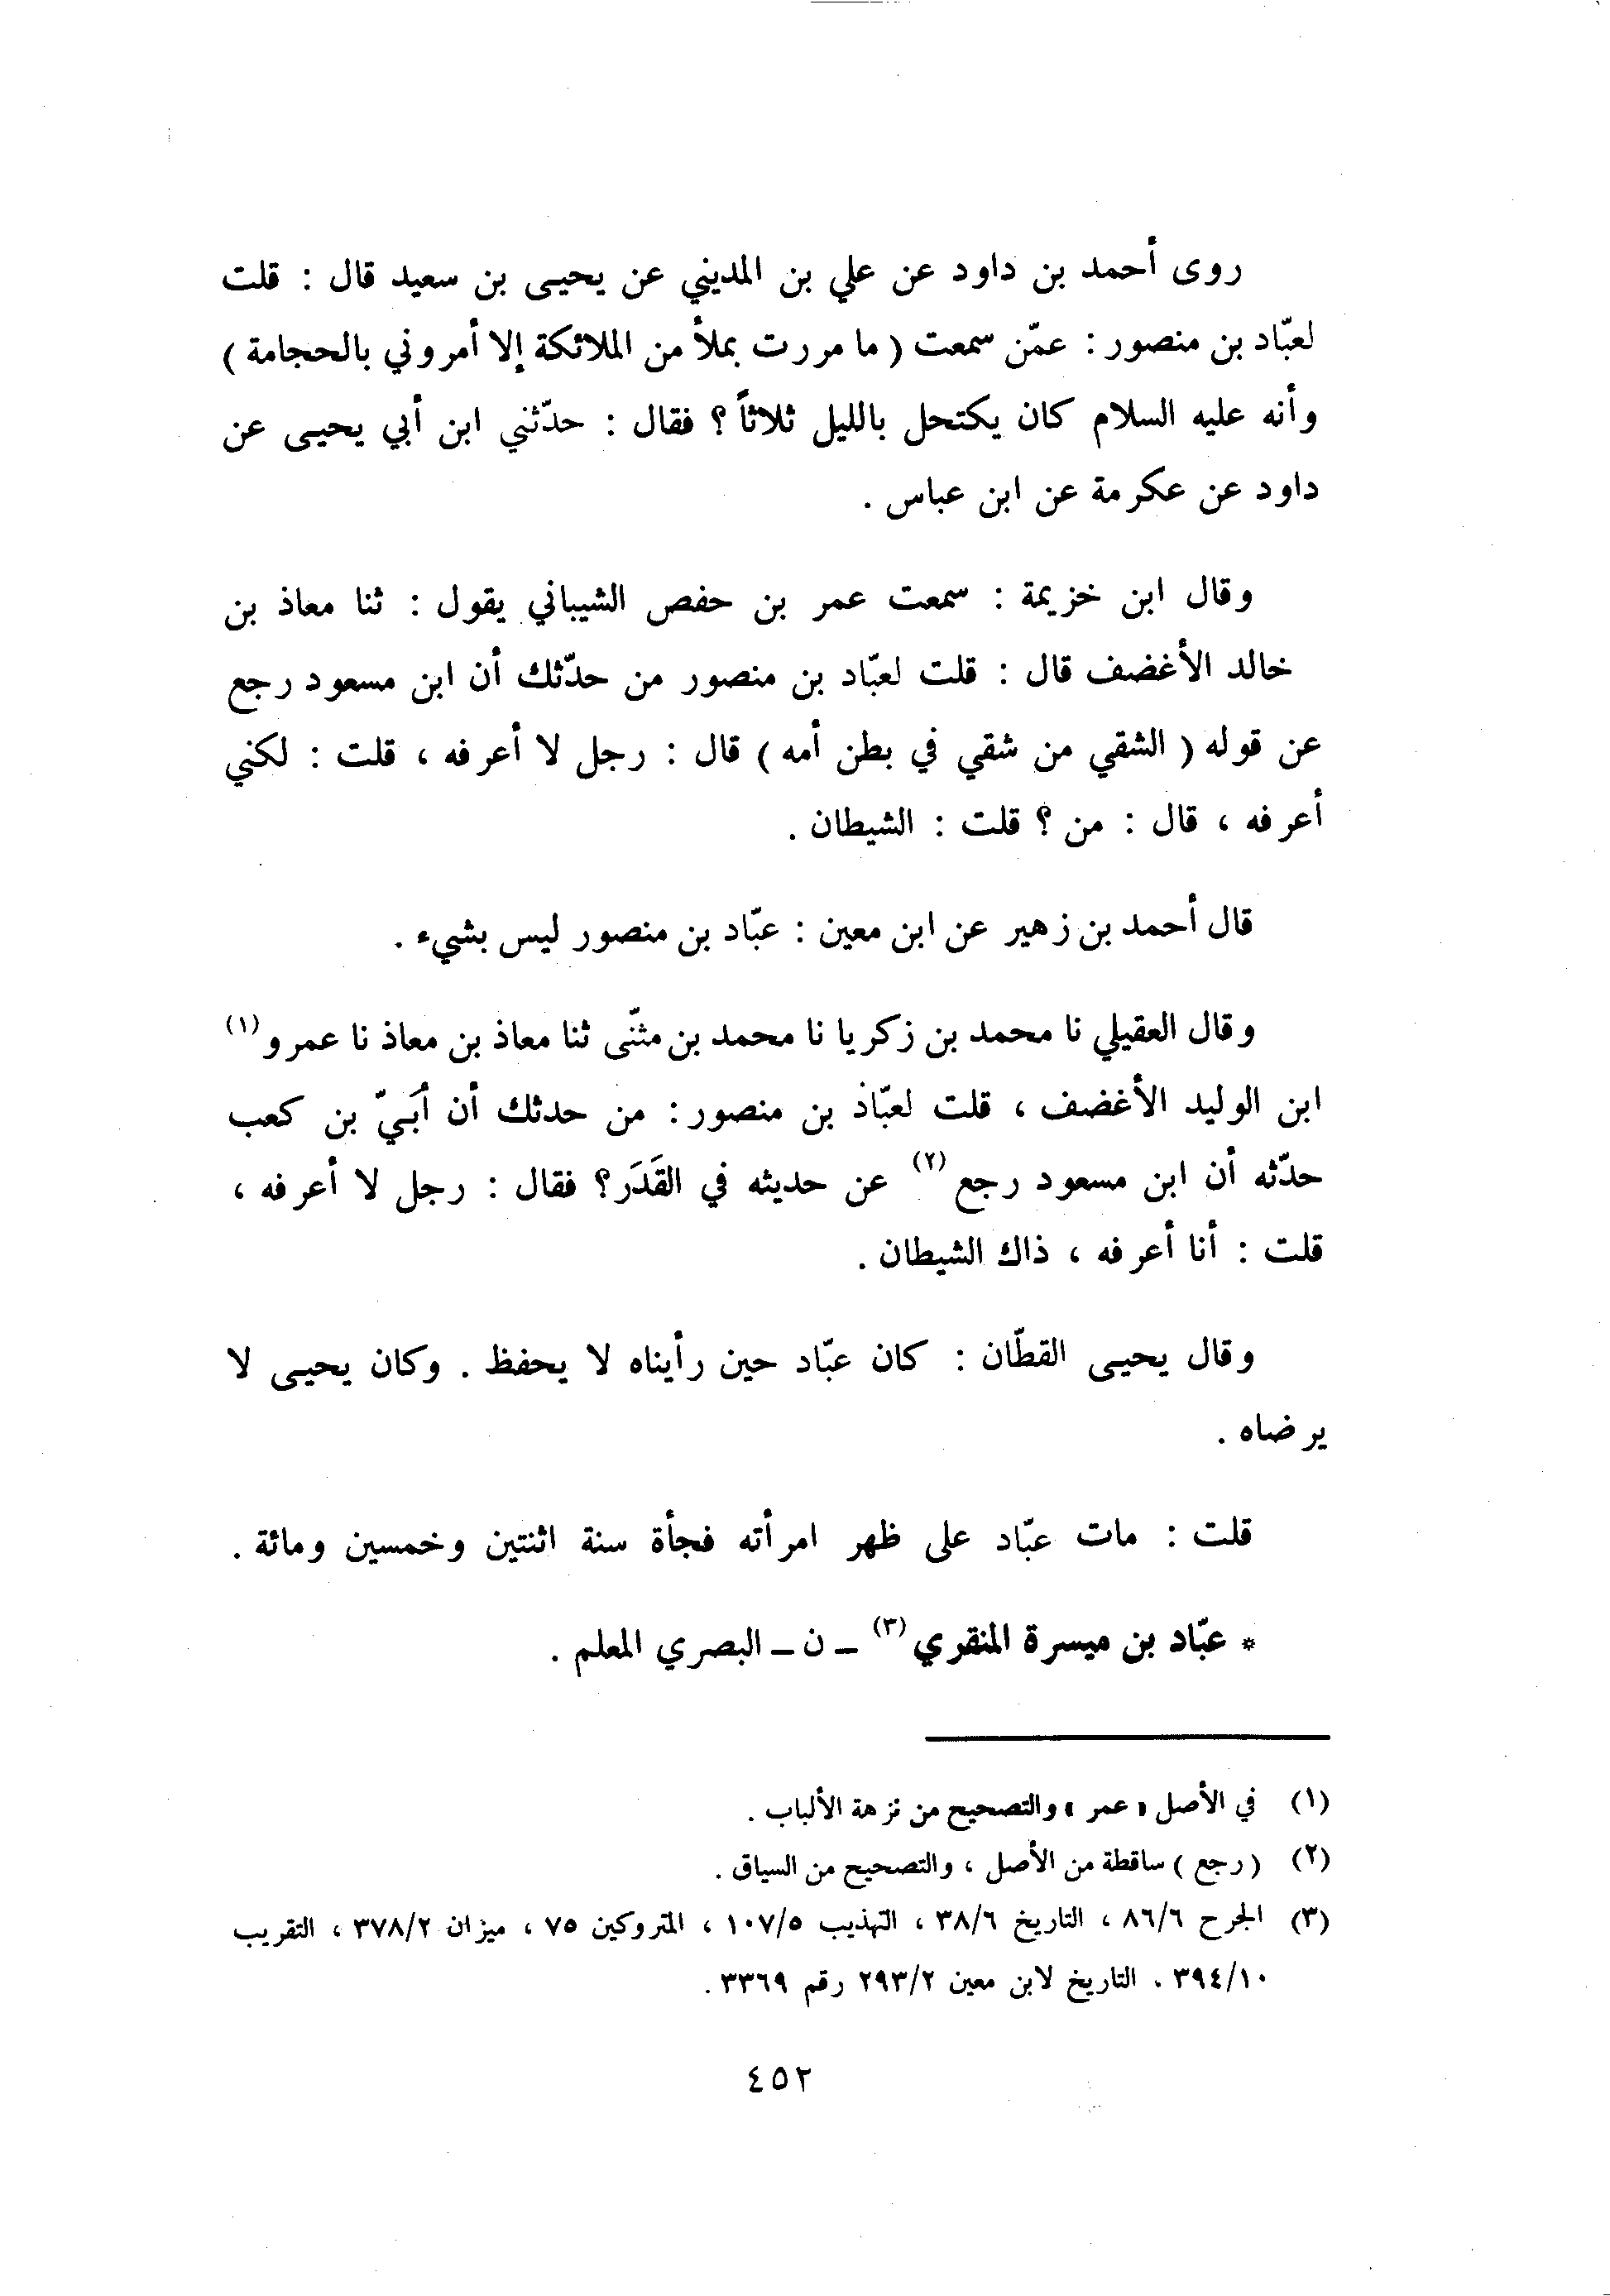 روى أحمد بن داود عن علي بن المديني عن يحيى بن سعيد قال : قلت
لعبّاد بن منصور : عمّن سمعت ( ما مررت بملأ من الملائكة إلا أمروني بالحجامة )
وأنه عليه السلام كان يكتحل بالليل ثلاثاً ؟ فقال : حدّثني ابن أبي يحيى عن
داود عن عكرمة عن ابن عباس .
وقال ابن خزيمة : سمعت عمر بن حفص الشيباني يقول : ثنا معاذ بن
خالد الأغضف قال : قلت لعبّاد بن منصور من حدّثك أن ابن مسعود رجع
عن قوله ( الشقي من شقي في بطن أمه ) قال : رجل لا أعرفه ، قلت : لكني
أعرفه ، قال : من ؟ قلت : الشيطان .
قال أحمد بن زهير عن ابن معين : عبّاد بن منصور ليس بشيء .
وقال العقيلي نا محمد بن زكريا نا محمد بن مثنّى ثنا معاذ بن معاذ نا عمرو (١)
ابن الوليد الأغضف ، قلت لعبّاد بن منصور : من حدثك أن أُبَيّ بن كعب
حدّثه أن ابن مسعود رجع (٢) عن حديثه في القَدَر؟ فقال : رجل لا أعرفه ،
قلت : أنا أعرفه ، ذاك الشيطان .
وقال يحيى القطّان : كان عبّاد حين رأيناه لا يحفظ . وكان يحيى لا
يرضاه .
قلت : مات عبّاد على ظهر امرأته فجأة سنة اثنتين وخمسين ومائة .
* عبّاد بن ميسرة المنقري (٣) ـ ن ـ البصري المعلم .
(١) في الأصل « عمر » والتصحيح من نزهة الألباب .
(٢) ( رجع ) ساقطة من الأصل ، والتصحيح من السياق .
(٣) الجرح ٨٦/٦ ، التاريخ ٣٨/٦ ، التهذيب ١٠٧/٥ ، المتروكين ٧٥ ، ميزان ٣٧٨/٢ ، التقريب
٣٩٤/١٠ . التاريخ لابن معين ٢٩٣/٢ رقم ٣٣٦٩ .
٤٥٢